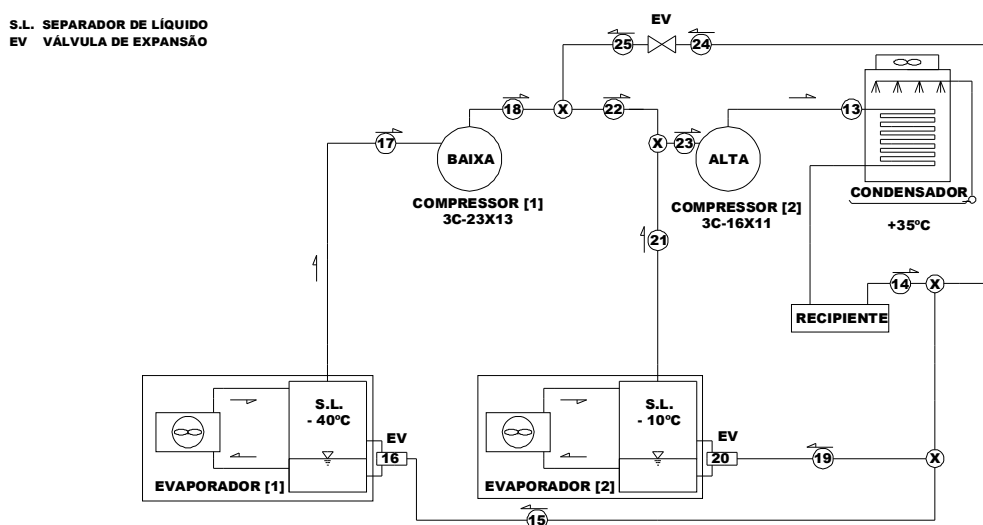 S.L. SEPARADOR DE LÍQUIDO
EV VÁLVULA DE EXPANSÃO
EV
25
24
17
18
X
22
X
23
13
BAIXA
ALTA
COMPRESSOR [1]
3C-23X13
COMPRESSOR [2]
3C-16X11
CONDENSADOR
+35ºC
21
14
X
RECIPIENTE
S.L.
- 40ºC
EV
16
EVAPORADOR [1]
S.L.
- 10ºC
EV
20
19
X
EVAPORADOR [2]
15